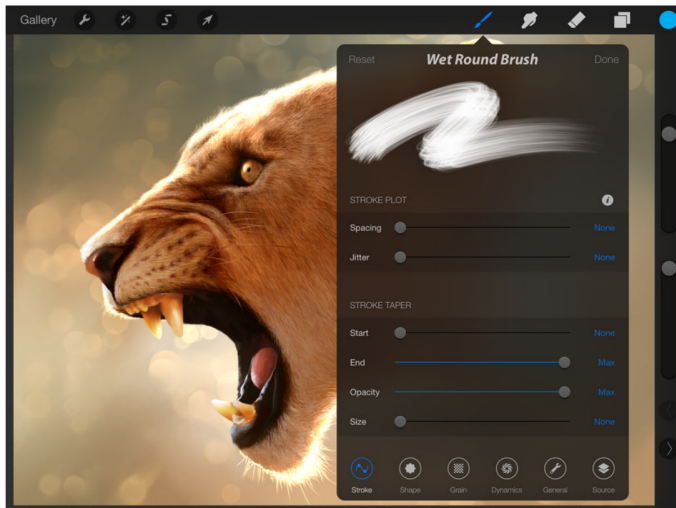 Gallery
Reset Wet Round Brush Done
STROKE PLOT
Spacing None
Jitter None
STROKE TAPER
Start None
End Max
Opacity Max
Size None
Stroke Shape Grain Dynamics General Source